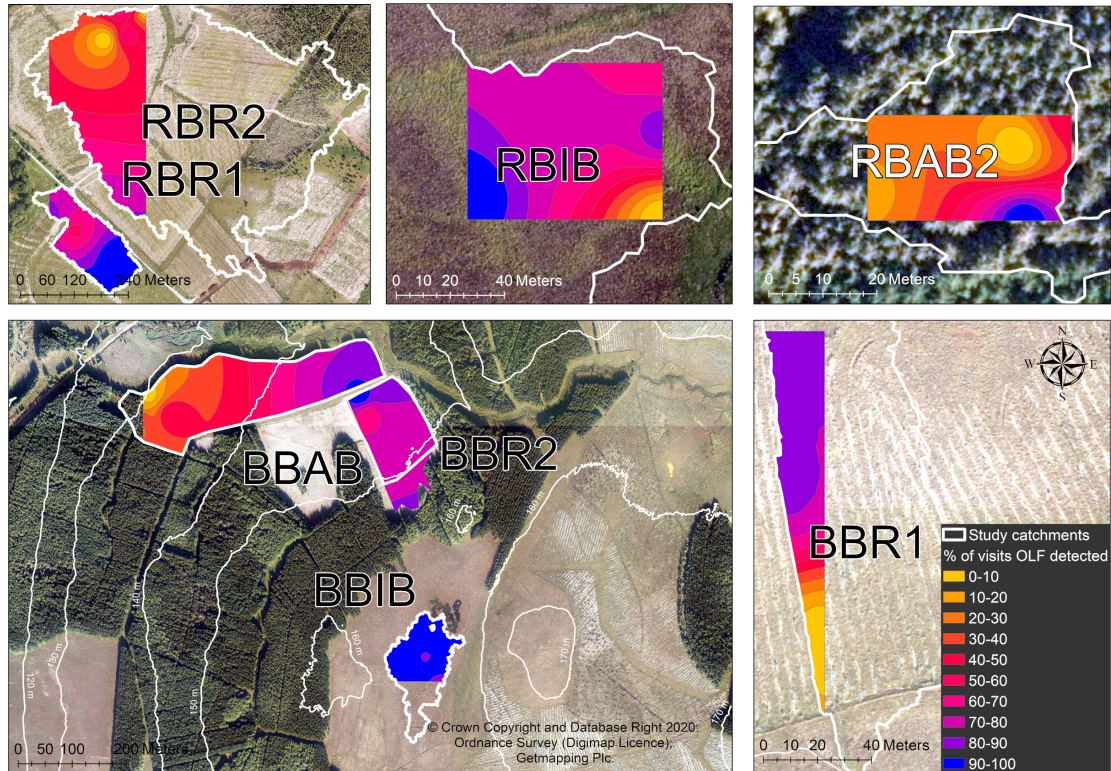 RBR2
RBR1
0 60 120 240 Meters
RBIB
0 10 20 40 Meters
RBAB2
0 5 10 20 Meters
BBAB
BBR2
BBIB
120 m
130 m
140 m
150 m
160 m
160 m
170 m
170 m
170 m
© Crown Copyright and Database Right 2020.
Ordnance Survey (Digimap Licence);
Getmapping Plc.
0 50 100 200 Meters
N
W E
S
BBR1
0 10 20 40 Meters
Study catchments
% of visits OLF detected
0-10
10-20
20-30
30-40
40-50
50-60
60-70
70-80
80-90
90-100